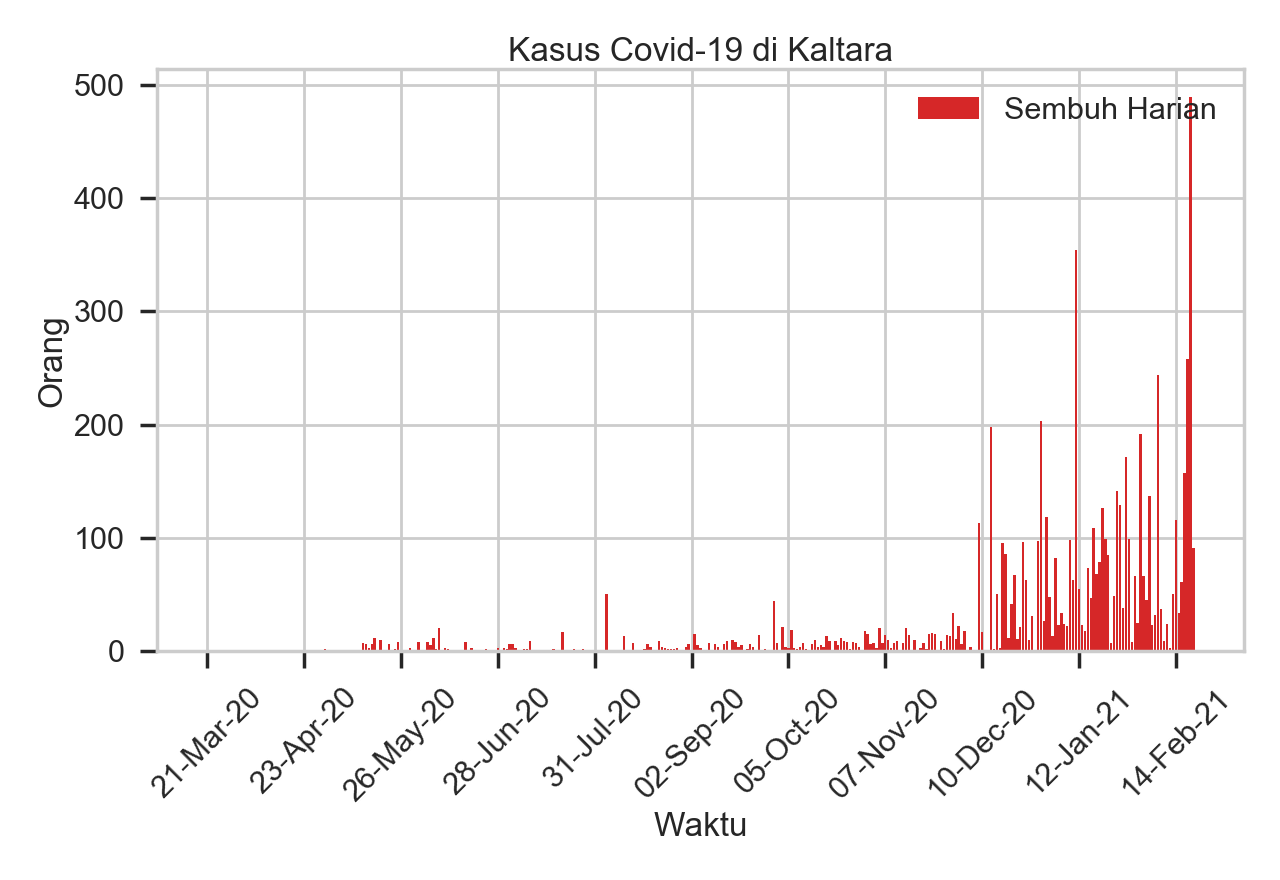 Kasus Covid-19 di Kaltara
Sembuh Harian
Orang
500
400
300
200
100
0
21-Mar-20
23-Apr-20
26-May-20
28-Jun-20
31-Jul-20
02-Sep-20
05-Oct-20
07-Nov-20
10-Dec-20
12-Jan-21
14-Feb-21
Waktu